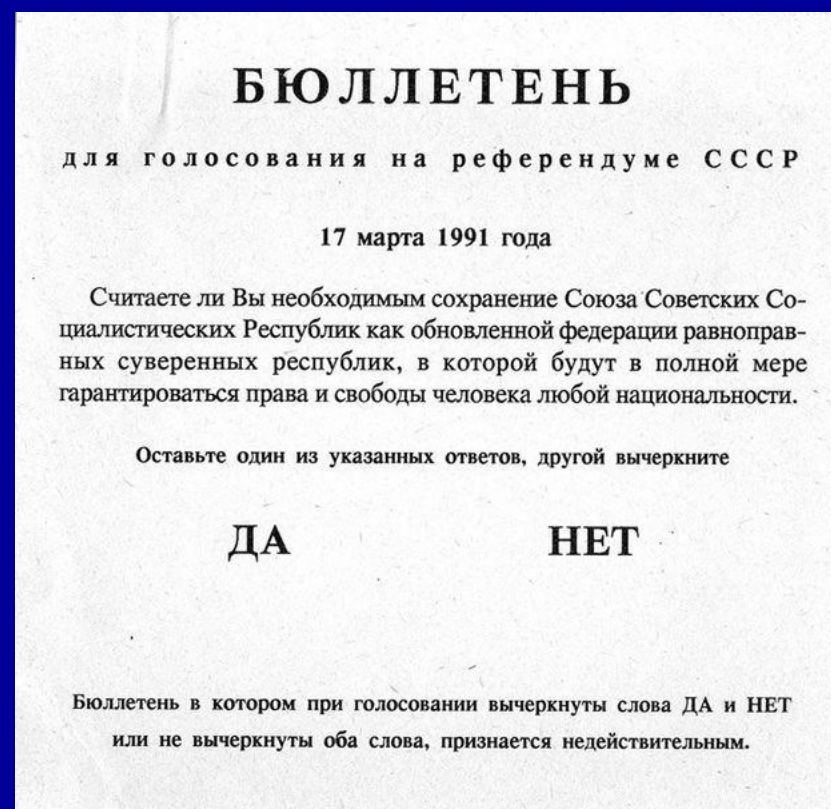 БЮЛЛЕТЕНЬ
для голосования на референдуме СССР
17 марта 1991 года
Считаете ли Вы необходимым сохранение Союза Советских Со-
циалистических Республик как обновленной федерации равноправ-
ных суверенных республик, в которой будут в полной мере
гарантироваться права и свободы человека любой национальности.
Оставьте один из указанных ответов, другой вычеркните
ДА НЕТ
Бюллетень в котором при голосовании вычеркнуты слова ДА и НЕТ
или не вычеркнуты оба слова, признается недействительным.